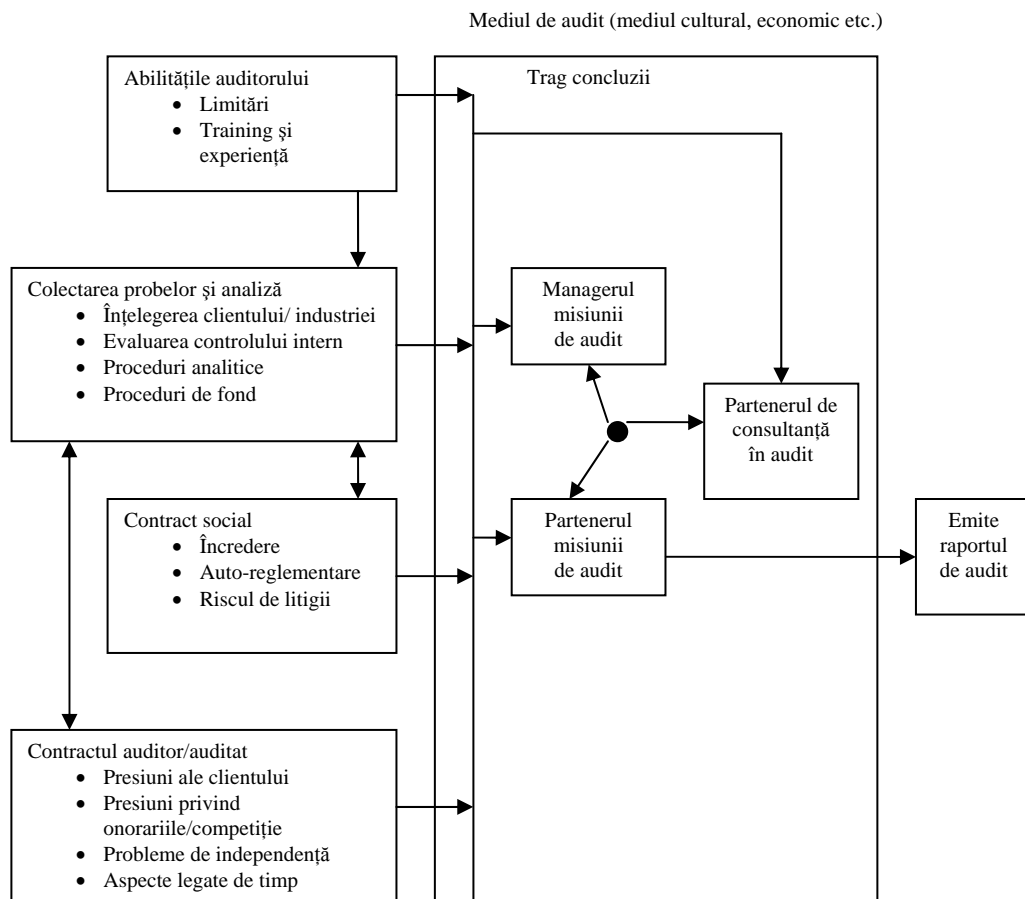 Mediul de audit (mediul cultural, economic etc.)
Abilitățile auditorului
• Limitări
• Training și
experiență
Trag concluzii
Colectarea probelor și analiză
• Înțelegerea clientului/ industriei
• Evaluarea controlului intern
• Proceduri analitice
• Proceduri de fond
Managerul
misiunii
de audit
Partenerul de
consultanță
în audit
Contract social
• Încredere
• Auto-reglementare
• Riscul de litigii
Partenerul
misiunii
de audit
Emite
raportul
de audit
Contractul auditor/auditat
• Presiuni ale clientului
• Presiuni privind
onorariile/competiție
• Probleme de independență
• Aspecte legate de timp